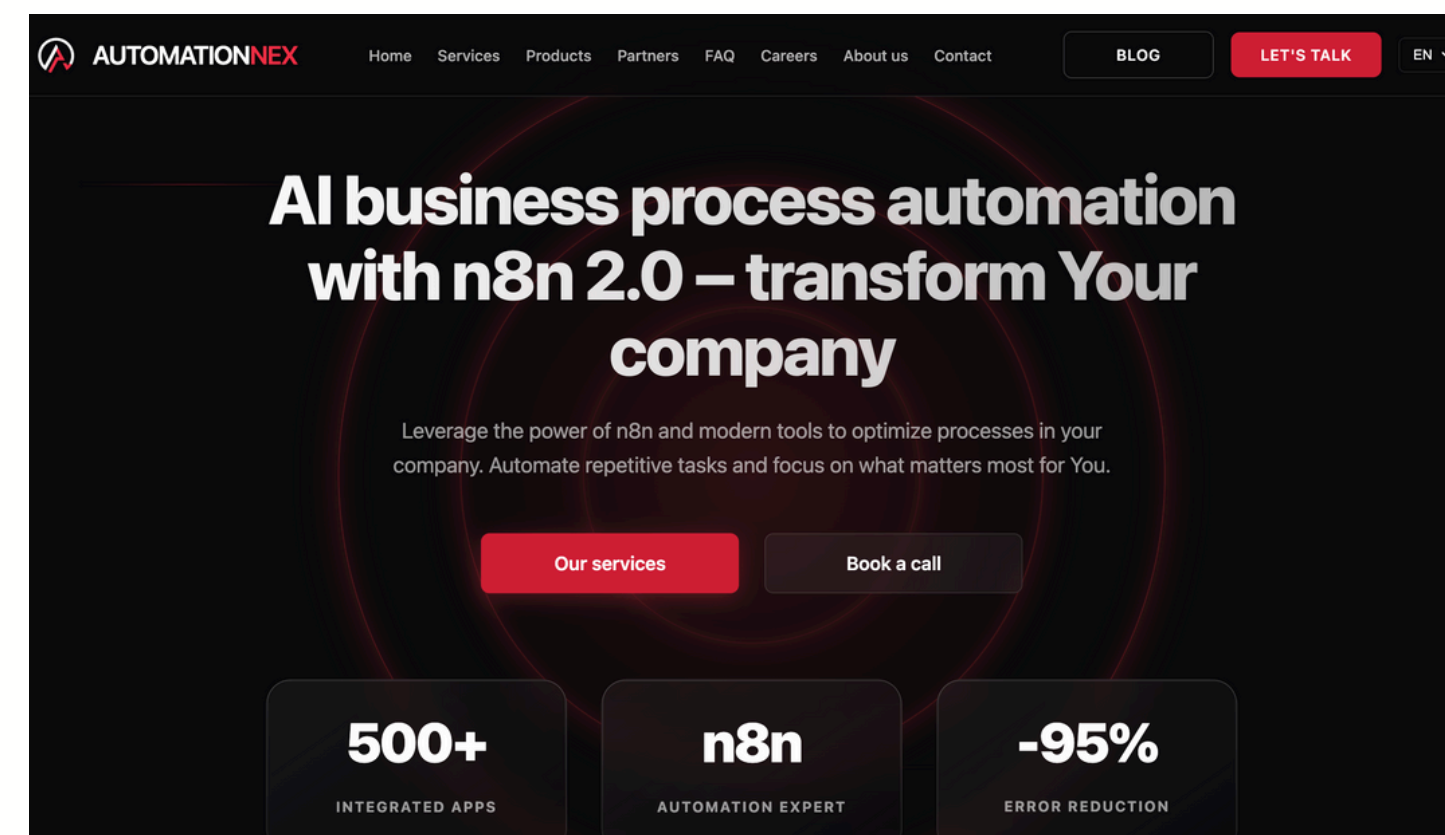 AUTOMATIONNEX
Home Services Products Partners FAQ Careers About us Contact
BLOG
LET'S TALK
EN
AI business process automation
with n8n 2.0 – transform Your
company
Leverage the power of n8n and modern tools to optimize processes in your
company. Automate repetitive tasks and focus on what matters most for You.
Our services
Book a call
500+
INTEGRATED APPS
n8n
AUTOMATION EXPERT
-95%
ERROR REDUCTION